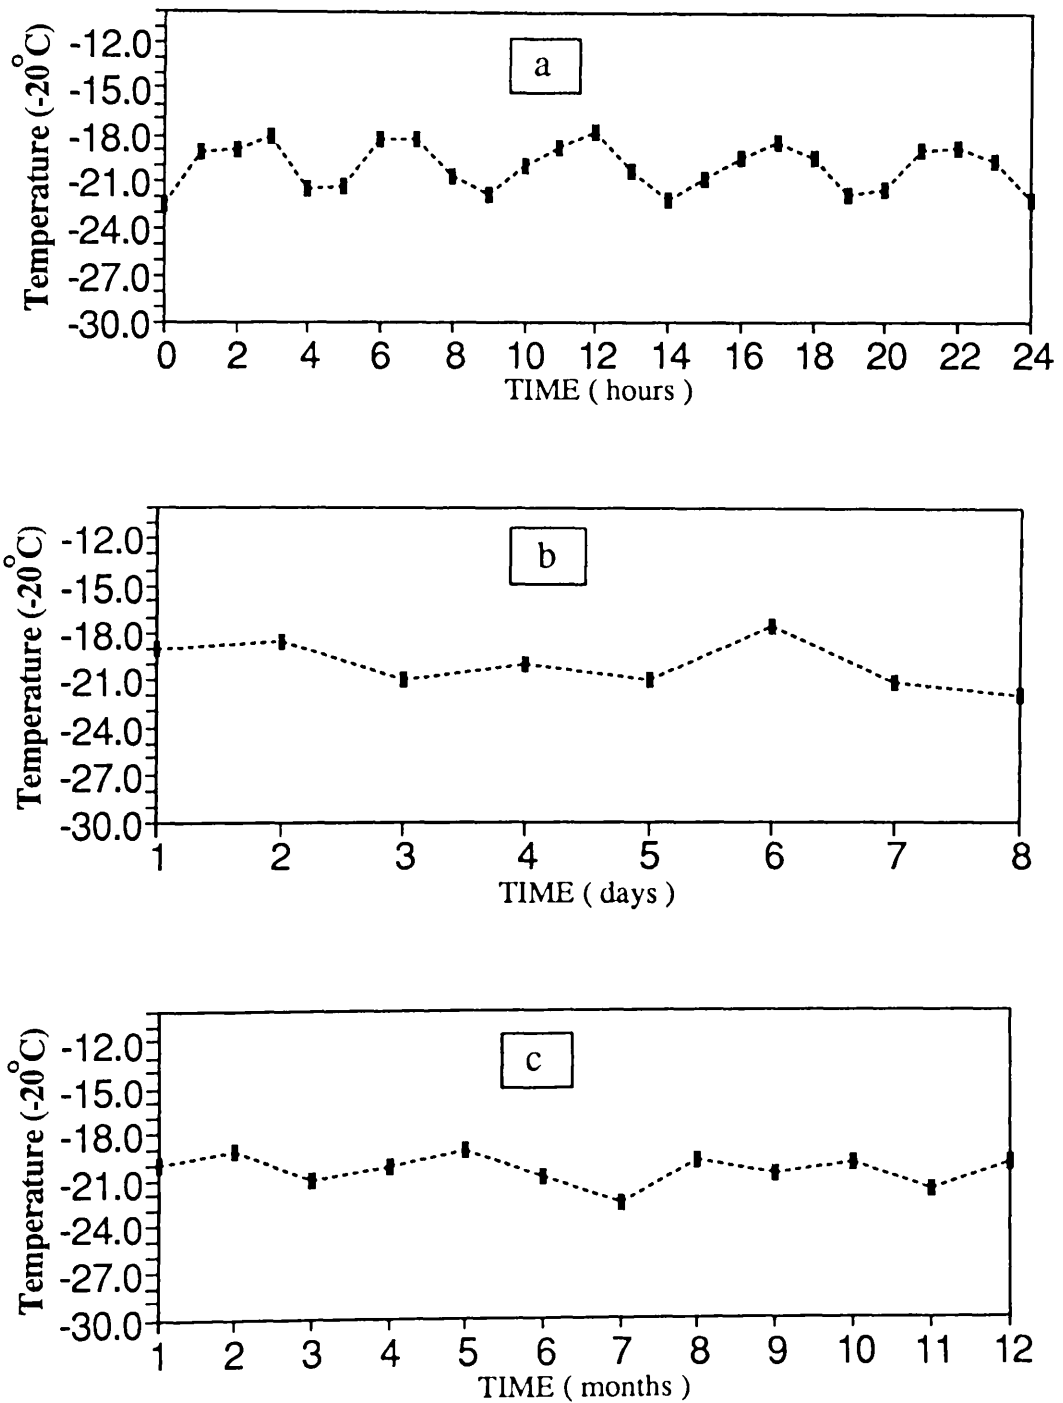 a
Temperature (-20°C)
-12.0
-15.0
-18.0
-21.0
-24.0
-27.0
-30.0
0 2 4 6 8 10 12 14 16 18 20 22 24
TIME ( hours )
b
Temperature (-20°C)
-12.0
-15.0
-18.0
-21.0
-24.0
-27.0
-30.0
1 2 3 4 5 6 7 8
TIME ( days )
c
Temperature (-20°C)
-12.0
-15.0
-18.0
-21.0
-24.0
-27.0
-30.0
1 2 3 4 5 6 7 8 9 10 11 12
TIME ( months )